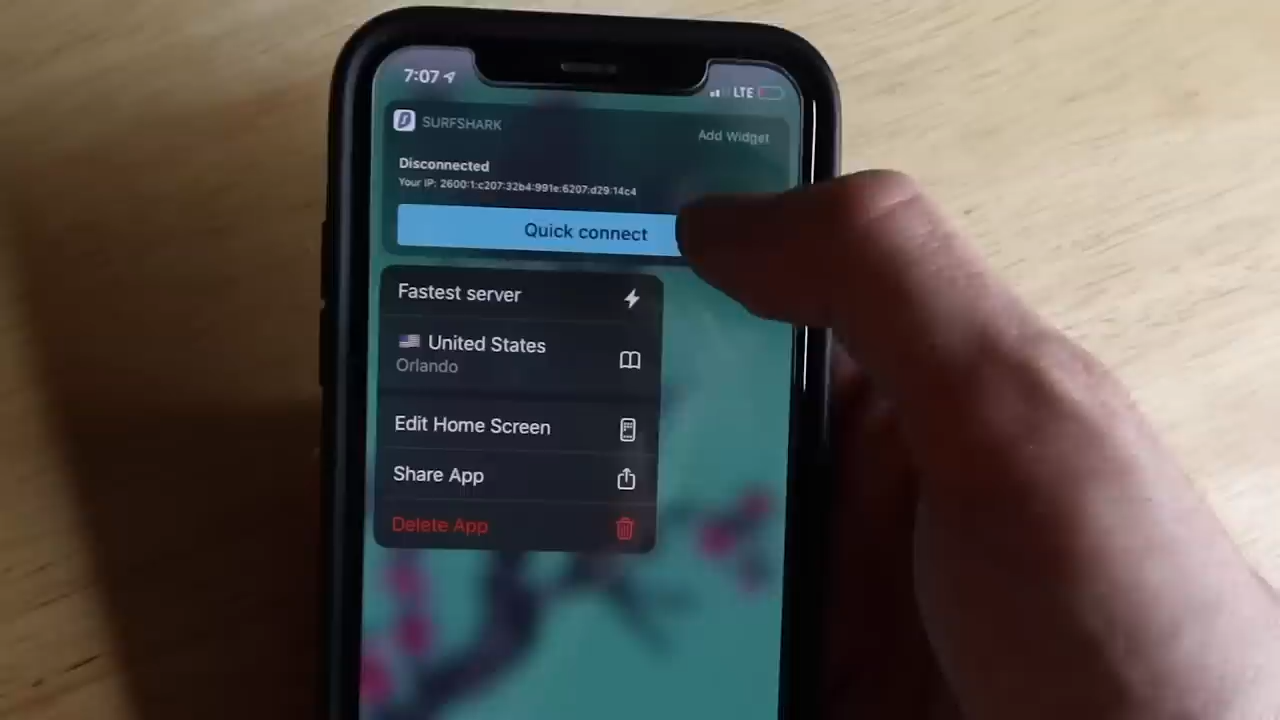 7:07
LTE
SURFSHARK
Add Widget
Disconnected
Your IP: 2600:1:c207:32b4:991e:6207:d29:14c4
Quick connect
Fastest server
United States
Orlando
Edit Home Screen
Share App
Delete App